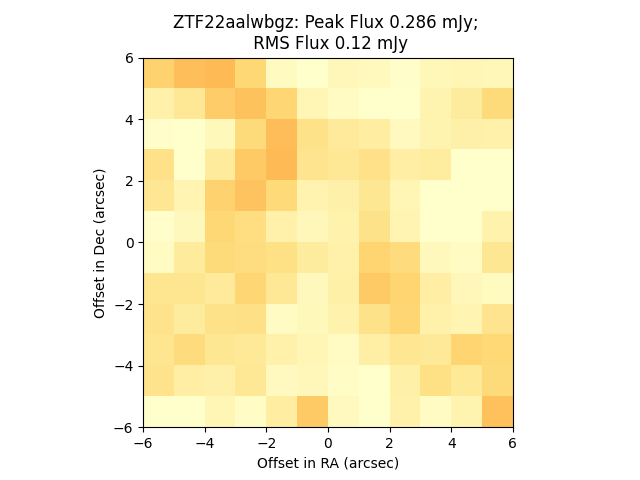 ZTF22aalwbgz: Peak Flux 0.286 mJy;
RMS Flux 0.12 mJy
6
4
2
0
−2
−4
−6
Offset in Dec (arcsec)
−6 −4 −2 0 2 4 6
Offset in RA (arcsec)